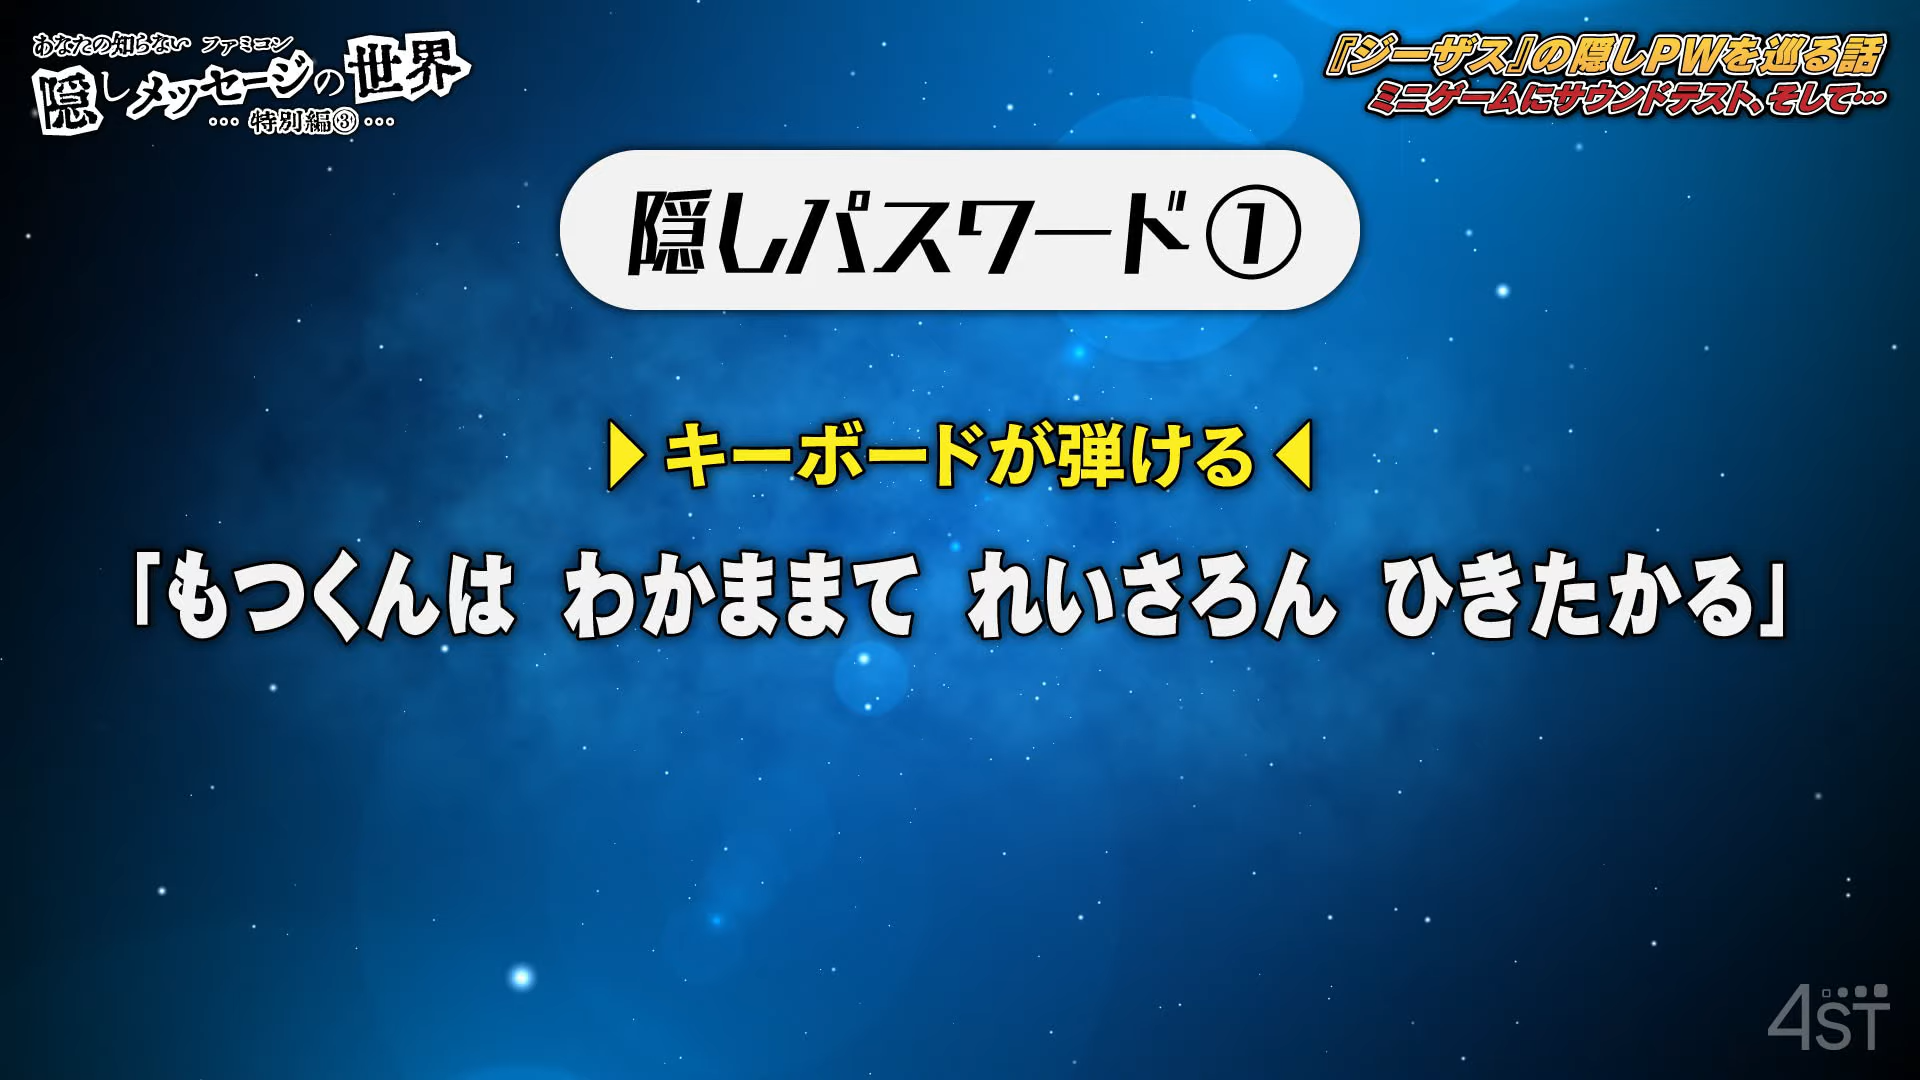 あなたの知らない ファミコン
隠しメッセージの世界
…特別編③…
『ジーザス』の隠しPWを巡る話
ミニゲームにサウンドテスト、そして…
隠しパスワード①
▶キーボードが弾ける◀
「もつくんは わかままて れいさろん ひきたかる」
4ST